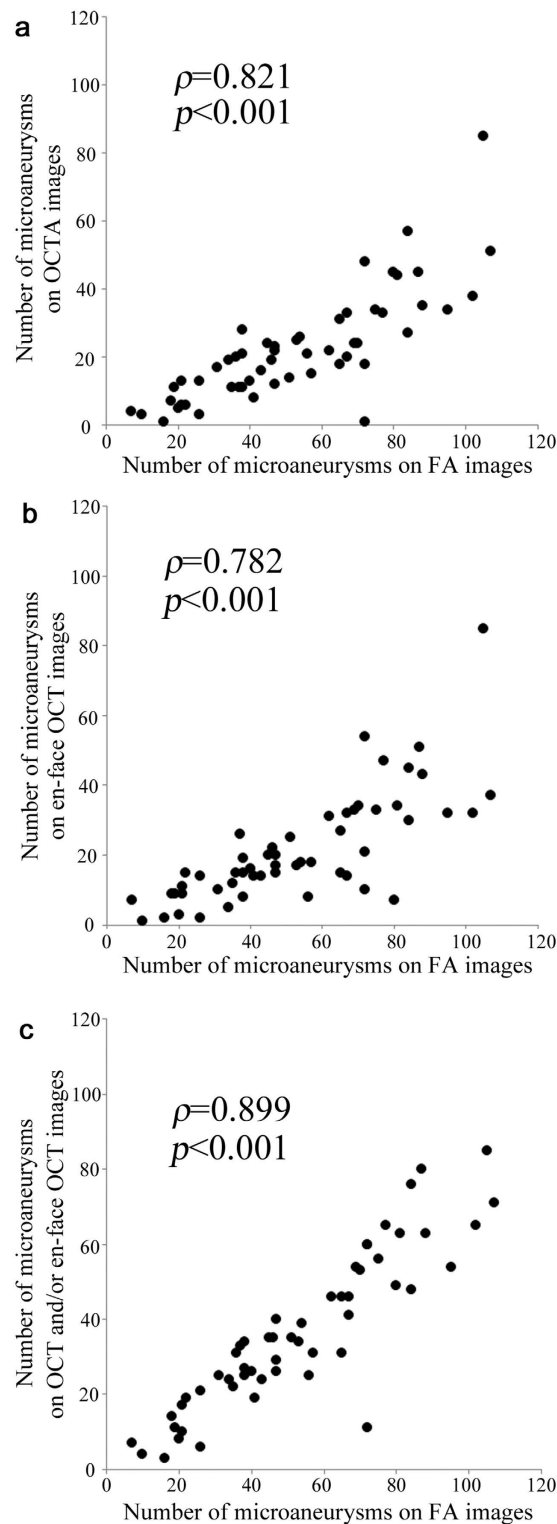 a
120
100
80
60
40
20
0
0
20
40
60
80
100
120
ρ=0.821
p<0.001
Number of microaneurysms
on OCTA images
Number of microaneurysms on FA images
b
120
100
80
60
40
20
0
0
20
40
60
80
100
120
ρ=0.782
p<0.001
Number of microaneurysms
on en-face OCT images
Number of microaneurysms on FA images
c
120
100
80
60
40
20
0
0
20
40
60
80
100
120
ρ=0.899
p<0.001
Number of microaneurysms
on OCT and/or en-face OCT images
Number of microaneurysms on FA images